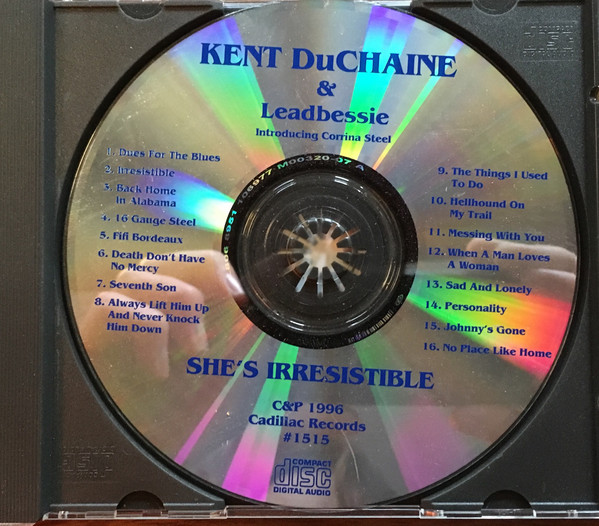 KENT DuCHAINE
&
Leadbessie
Introducing Corrina Steel
1. Dues For The Blues
2. Irresistible
3. Back Home
In Alabama
4. 16 Gauge Steel
5. Fifi Bordeaux
6. Death Don't Have
No Mercy
7. Seventh Son
8. Always Lift Him Up
And Never Knock
Him Down
9. The Things I Used
To Do
10. Hellhound On
My Trail
11. Messing With You
12. When A Man Loves
A Woman
13. Sad And Lonely
14. Personality
15. Johnny's Gone
16. No Place Like Home
M00320-07 A
SHE'S IRRESISTIBLE
C&P 1996
Cadillac Records
#1515
COMPACT
disc
DIGITAL AUDIO